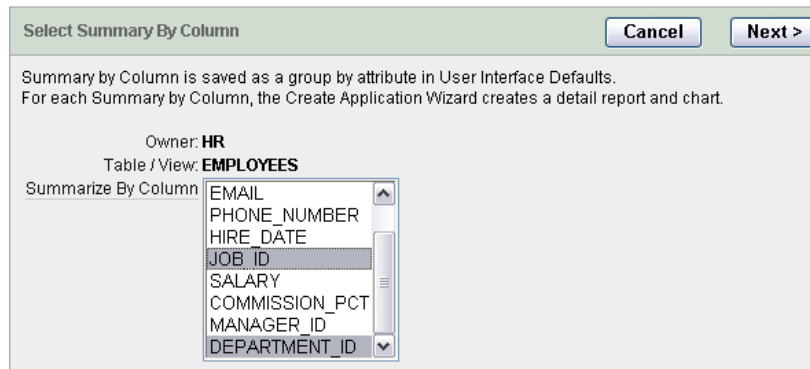 Select Summary By Column
Cancel
Next >
Summary by Column is saved as a group by attribute in User Interface Defaults.
For each Summary by Column, the Create Application Wizard creates a detail report and chart.
Owner: HR
Table / View: EMPLOYEES
Summarize By Column
EMAIL
PHONE_NUMBER
HIRE_DATE
JOB_ID
SALARY
COMMISSION_PCT
MANAGER_ID
DEPARTMENT_ID